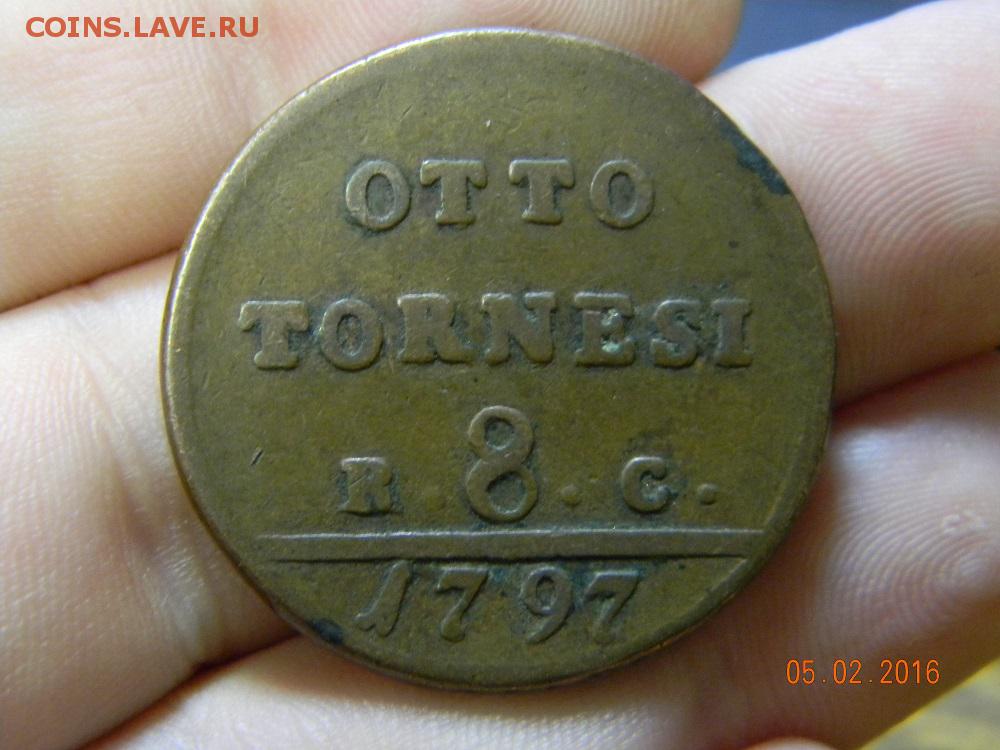 COINS.LAVE.RU
OTTO
TORNESI
R . 8 . C .
1797
05.02.2016